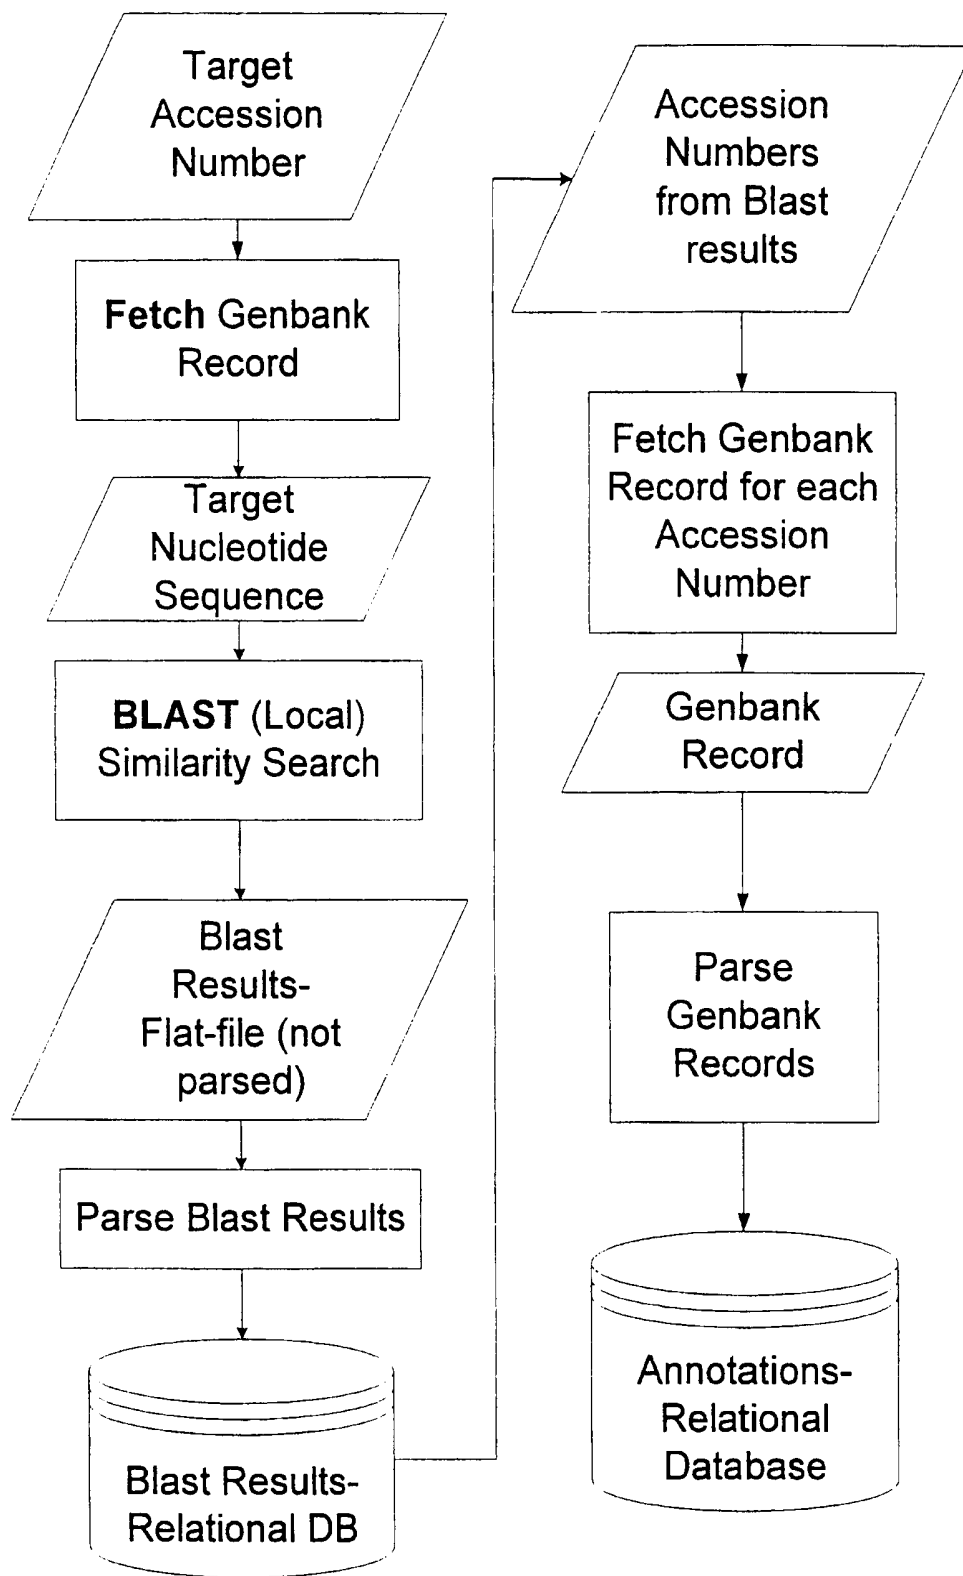 Target
Accession
Number
Fetch Genbank
Record
Target
Nucleotide
Sequence
BLAST (Local)
Similarity Search
Blast
Results-
Flat-file (not
parsed)
Parse Blast Results
Blast Results-
Relational DB
Accession
Numbers
from Blast
results
Fetch Genbank
Record for each
Accession
Number
Genbank
Record
Parse
Genbank
Records
Annotations-
Relational
Database